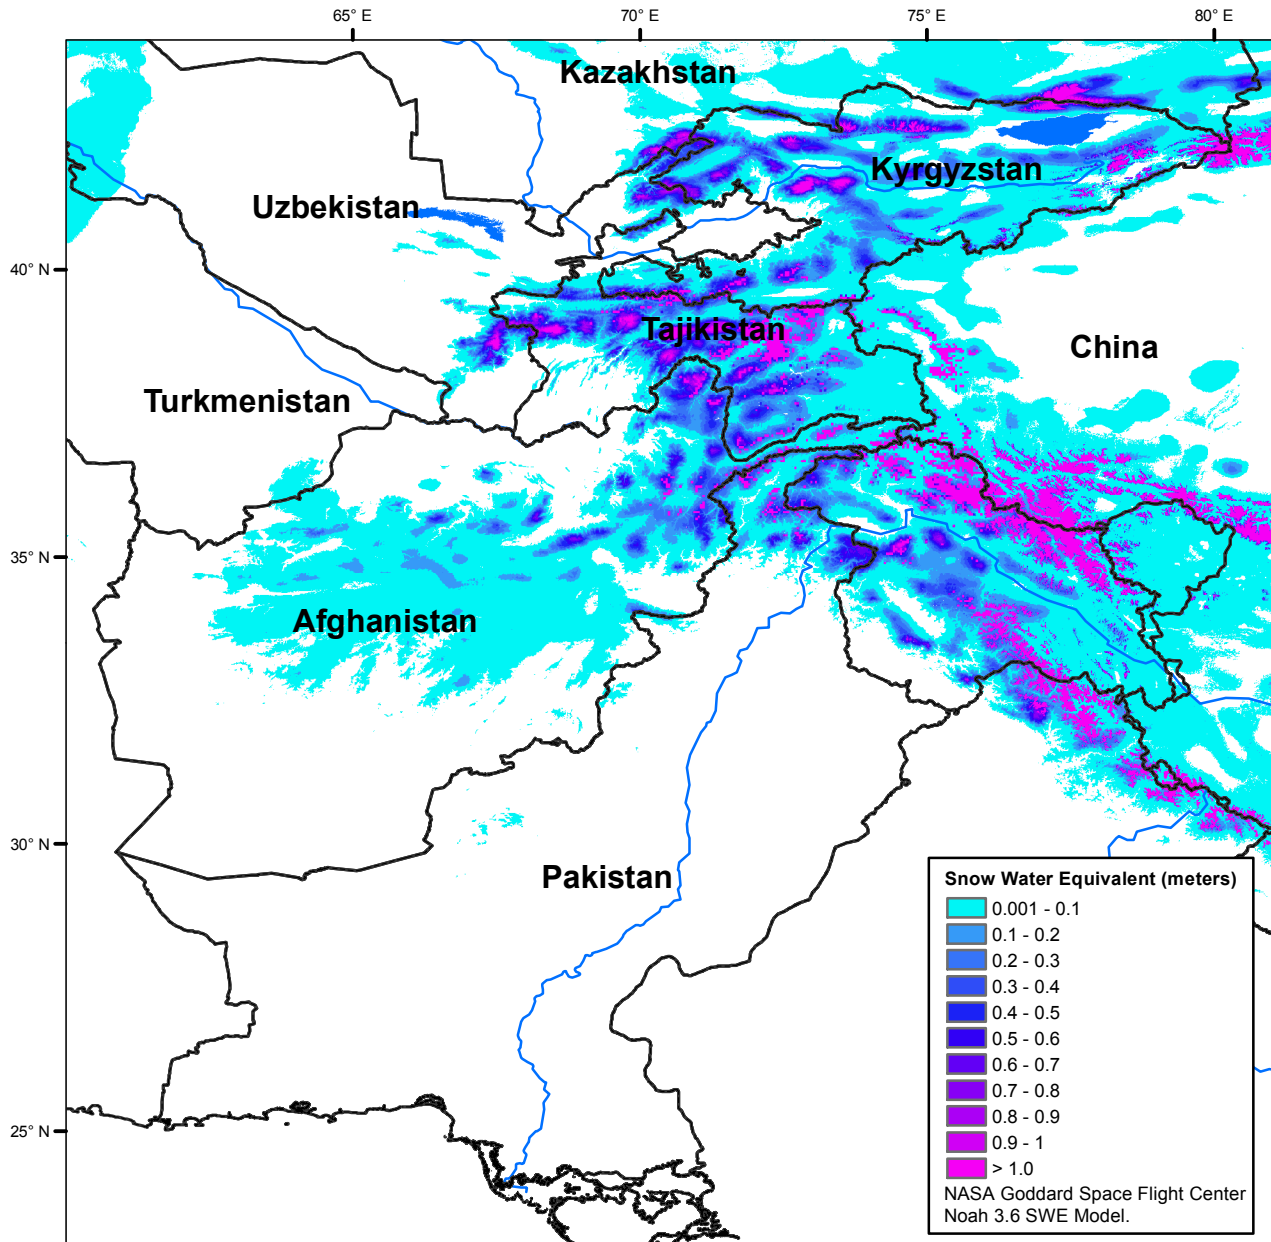 65° E
70° E
75° E
80° E
Kazakhstan
Kyrgyzstan
Uzbekistan
40° N
Tajikistan
China
Turkmenistan
35° N
Afghanistan
30° N
Pakistan
25° N
Snow Water Equivalent (meters)
0.001 - 0.1
0.1 - 0.2
0.2 - 0.3
0.3 - 0.4
0.4 - 0.5
0.5 - 0.6
0.6 - 0.7
0.7 - 0.8
0.8 - 0.9
0.9 - 1
> 1.0
NASA Goddard Space Flight Center
Noah 3.6 SWE Model.